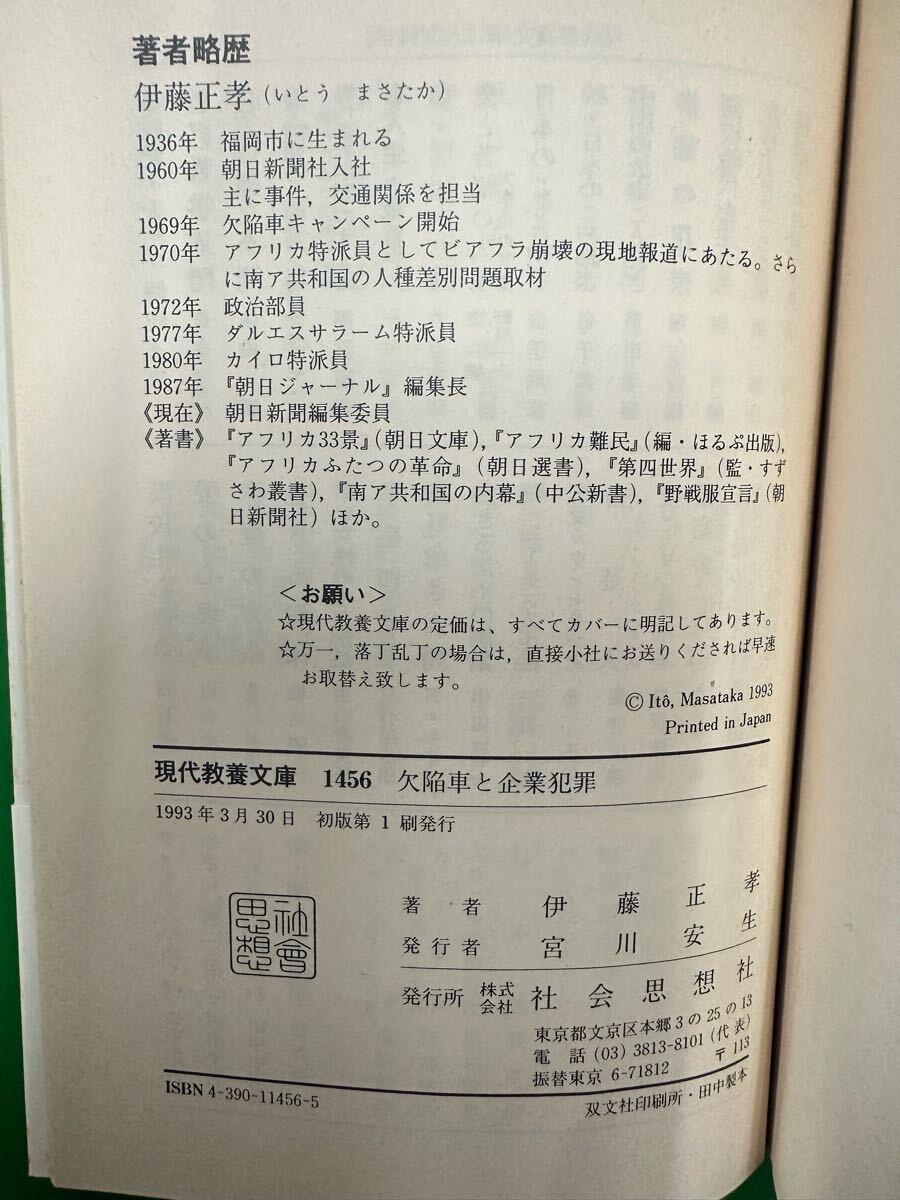 著者略歴
伊藤正孝（いとう まさたか）
1936年 福岡市に生まれる
1960年 朝日新聞社入社
主に事件，交通関係を担当
1969年 欠陥車キャンペーン開始
1970年 アフリカ特派員としてビアフラ崩壊の現地報道にあたる。さら
に南ア共和国の人種差別問題取材
1972年 政治部員
1977年 ダルエスサラーム特派員
1980年 カイロ特派員
1987年 『朝日ジャーナル』編集長
《現在》 朝日新聞編集委員
《著書》 『アフリカ33景』（朝日文庫），『アフリカ難民』（編・ほるぷ出版），
『アフリカふたつの革命』（朝日選書），『第四世界』（監・すず
さわ叢書），『南ア共和国の内幕』（中公新書），『野戦服宣言』（朝
日新聞社）ほか。
＜お願い＞
☆現代教養文庫の定価は、すべてカバーに明記してあります。
☆万一，落丁乱丁の場合は，直接小社にお送りくだされば早速
お取替え致します。
© Itô, Masataka 1993
Printed in Japan
現代教養文庫 1456 欠陥車と企業犯罪
1993年3月30日 初版第1刷発行
社會思想
著者 伊藤正孝
発行者 宮川安生
発行所 株式会社 社会思想社
東京都文京区本郷3の25の13
電話 (03) 3813-8101 (代表)
振替東京 6-71812 〒113
ISBN 4-390-11456-5
双文社印刷所・田中製本